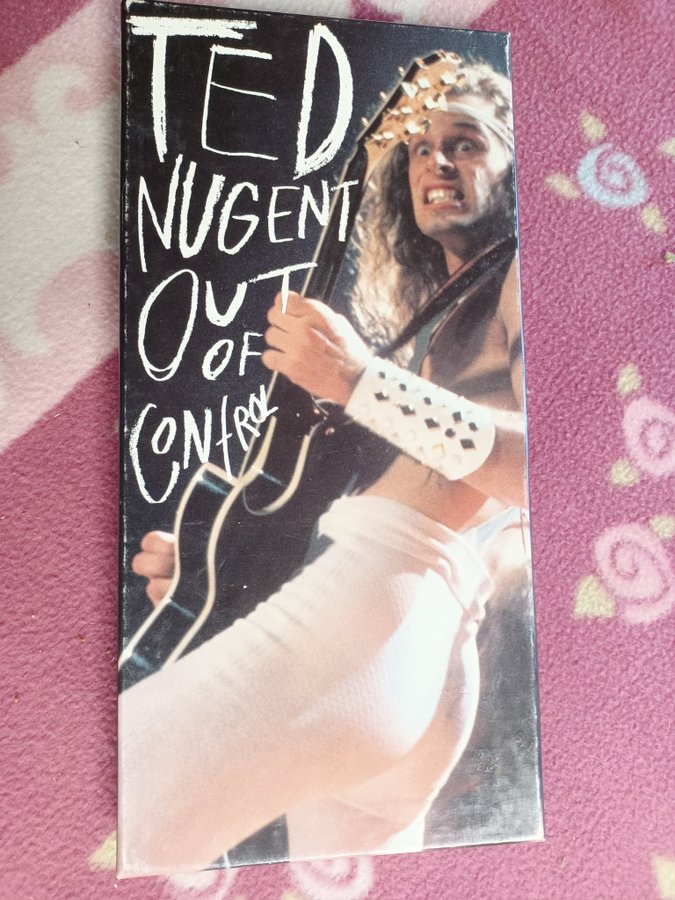 TED
NUGENT
OUT
OF
CONTROL